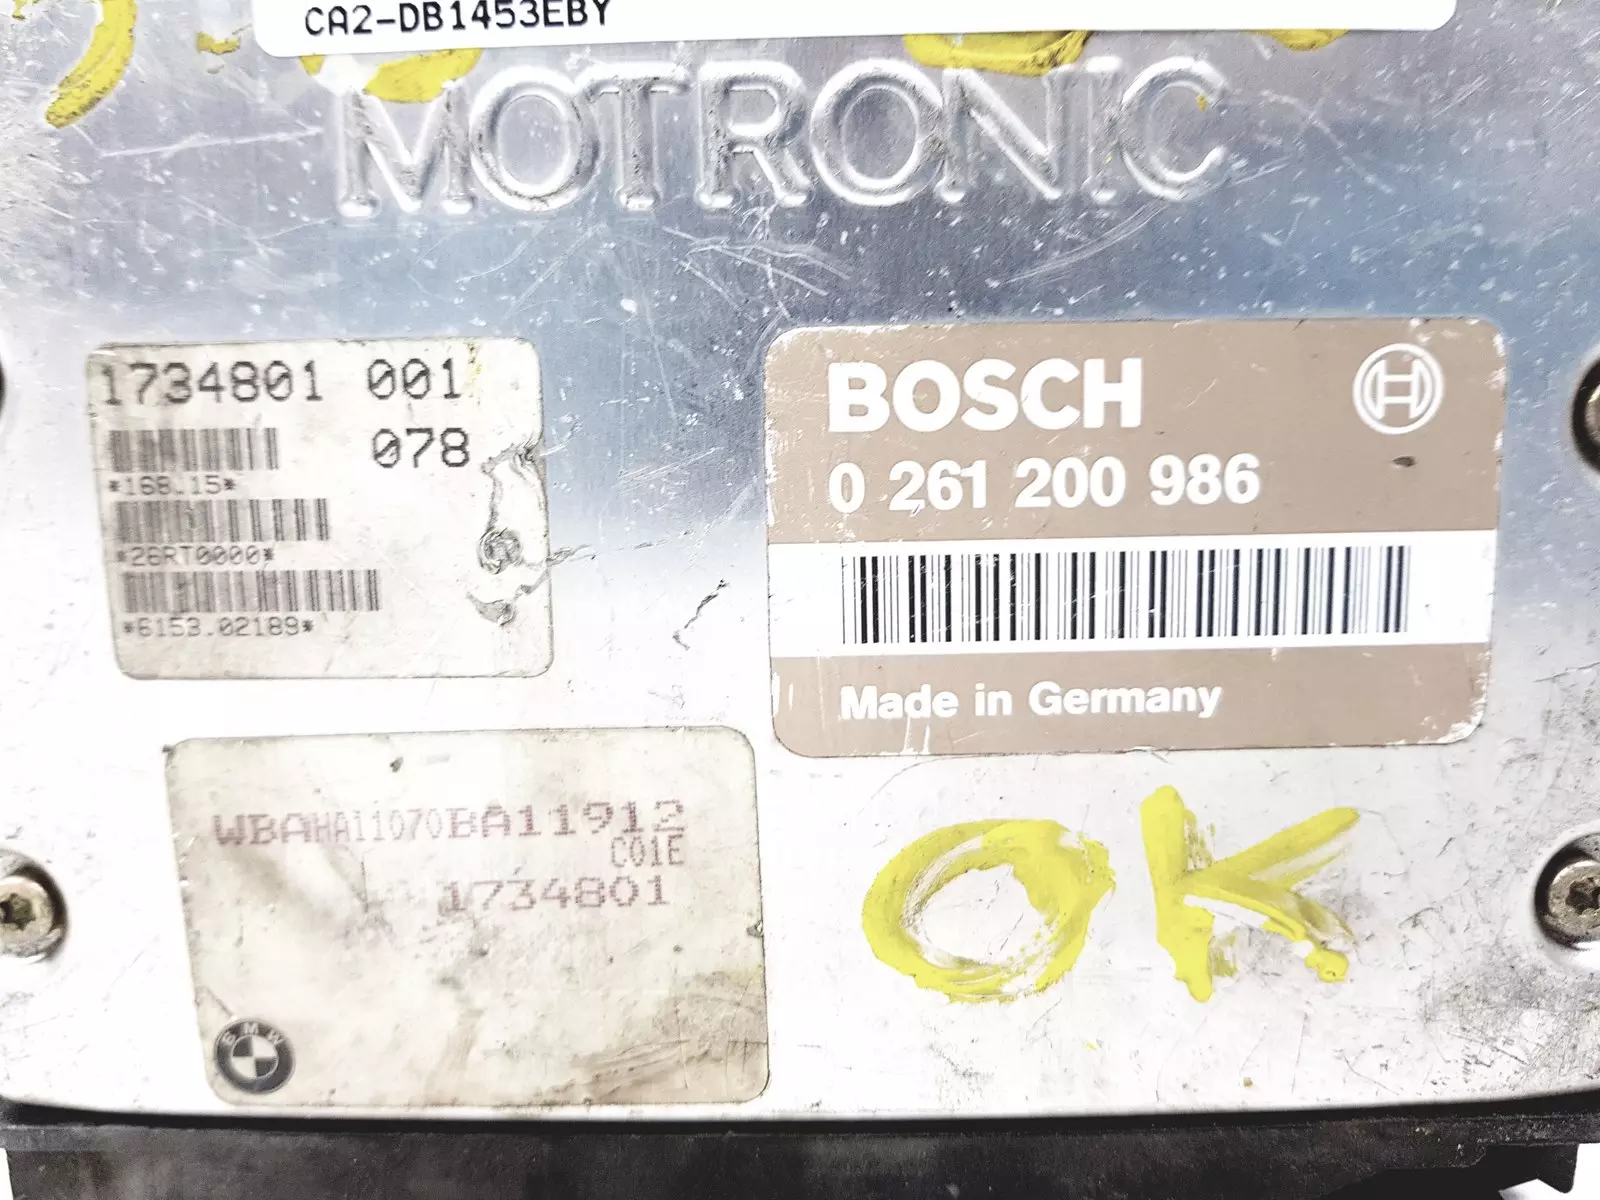 CA2-DB1453EBY
MOTRONIC
1734801 001
078
*168.15*
*26RT0000*
*6153.02189*
BOSCH
0 261 200 986
Made in Germany
WBAHA11070BA11912
C01E
1734801
BMW
OK